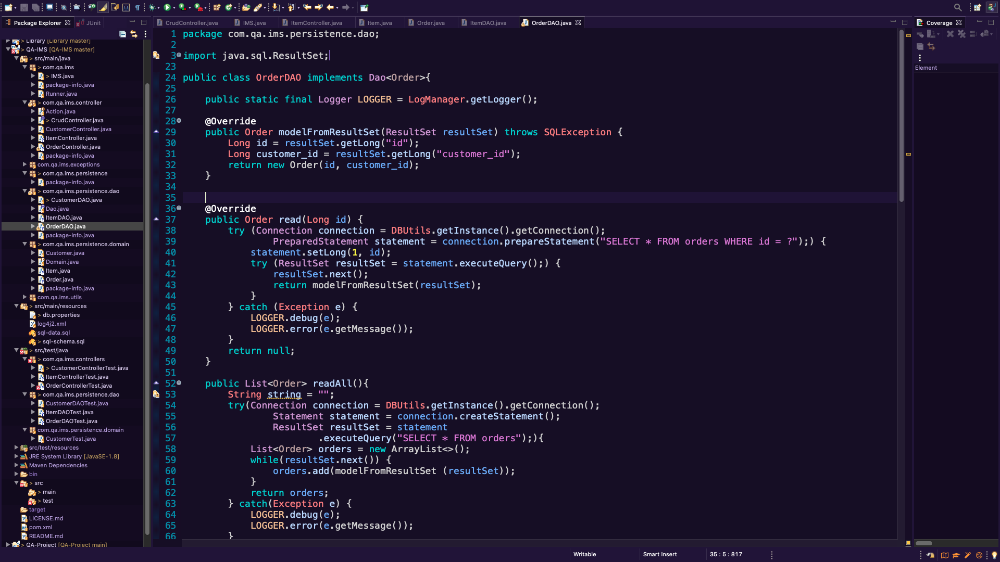 Package Explorer
JUnit
Library [Library master]
> QA-IMS [QA-IMS master]
> src/main/java
> com.qa.ims
> IMS.java
package-info.java
Runner.java
> com.qa.ims.controller
Action.java
> CrudController.java
CustomerController.java
ItemController.java
OrderController.java
package-info.java
com.qa.ims.exceptions
> com.qa.ims.persistence
package-info.java
> com.qa.ims.persistence.dao
> CustomerDAO.java
Dao.java
ItemDAO.java
OrderDAO.java
package-info.java
> com.qa.ims.persistence.domain
Customer.java
Domain.java
Item.java
Order.java
package-info.java
com.qa.ims.utils
> src/main/resources
> db.properties
log4j2.xml
sql-data.sql
> sql-schema.sql
> src/test/java
> com.qa.ims.controllers
> CustomerControllerTest.java
ItemControllerTest.java
OrderControllerTest.java
> com.qa.ims.persistence.dao
CustomerDAOTest.java
ItemDAOTest.java
OrderDAOTest.java
com.qa.ims.persistence.domain
CustomerTest.java
src/test/resources
JRE System Library [JavaSE-1.8]
Maven Dependencies
bin
> src
> main
> test
target
LICENSE.md
pom.xml
README.md
> QA-Project [QA-Project main]
CrudController.java
IMS.java
ItemController.java
Item.java
Order.java
ItemDAO.java
OrderDAO.java
1 package com.qa.ims.persistence.dao;
2
3 import java.sql.ResultSet;
23
24 public class OrderDAO implements Dao<Order>{
25
26 public static final Logger LOGGER = LogManager.getLogger();
27
28 @Override
29 public Order modelFromResultSet(ResultSet resultSet) throws SQLException {
30 Long id = resultSet.getLong("id");
31 Long customer_id = resultSet.getLong("customer_id");
32 return new Order(id, customer_id);
33 }
34
35
36 @Override
37 public Order read(Long id) {
38 try (Connection connection = DBUtils.getInstance().getConnection();
39 PreparedStatement statement = connection.prepareStatement("SELECT * FROM orders WHERE id = ?");) {
40 statement.setLong(1, id);
41 try (ResultSet resultSet = statement.executeQuery();) {
42 resultSet.next();
43 return modelFromResultSet(resultSet);
44 }
45 } catch (Exception e) {
46 LOGGER.debug(e);
47 LOGGER.error(e.getMessage());
48 }
49 return null;
50 }
51
52 public List<Order> readAll(){
53 String string = "";
54 try(Connection connection = DBUtils.getInstance().getConnection();
55 Statement statement = connection.createStatement();
56 ResultSet resultSet = statement
57 .executeQuery("SELECT * FROM orders");){
58 List<Order> orders = new ArrayList<>();
59 while(resultSet.next()) {
60 orders.add(modelFromResultSet (resultSet));
61 }
62 return orders;
63 } catch(Exception e) {
64 LOGGER.debug(e);
65 LOGGER.error(e.getMessage());
66 }
Coverage
Element
Writable
Smart Insert
35 : 5 : 817